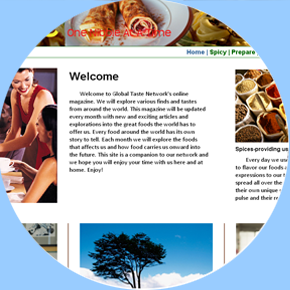 one
Home | Spicy | Prepare
Welcome
Welcome to Global Taste Network's online
magazine. We will explore various finds and tastes
from around the world. This magazine will be updated
every month with new and exciting articles and
explorations into the great foods the world has to
offer us. Every food around the world has its own
story to tell. Each month we will explore the foods
that affects us and how food carries us onward into
the future. This site is a companion to our network and
we hope you will enjoy your time with us here and at
home. Enjoy!
Spices-providing us
Every day we use
to flavor our foods
expressions to our
spread all over the
their own unique
pulse and their